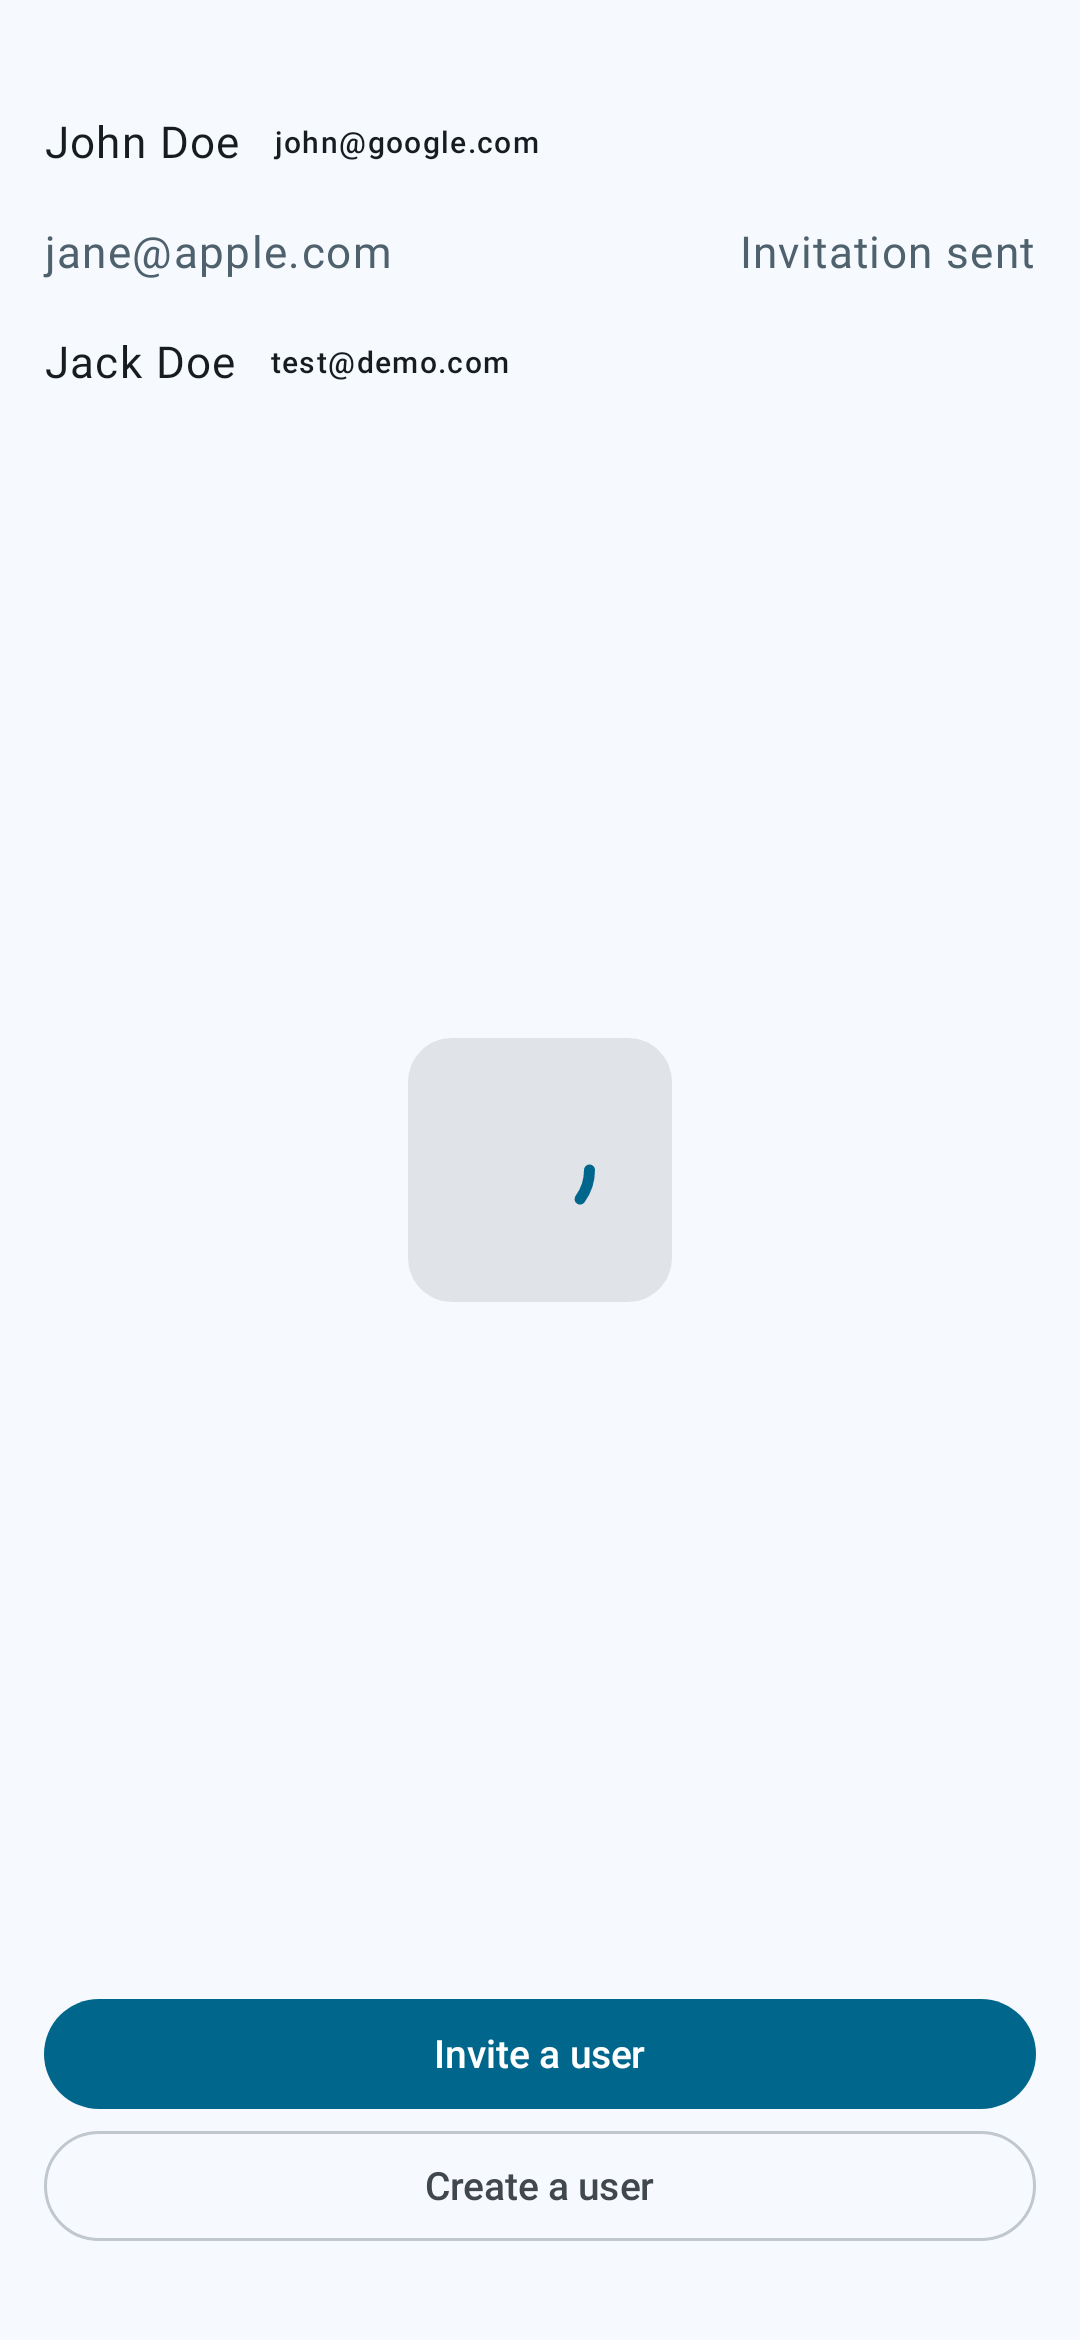 John Doe john@google.com
jane@apple.com Invitation sent
Jack Doe test@demo.com
Invite a user
Create a user